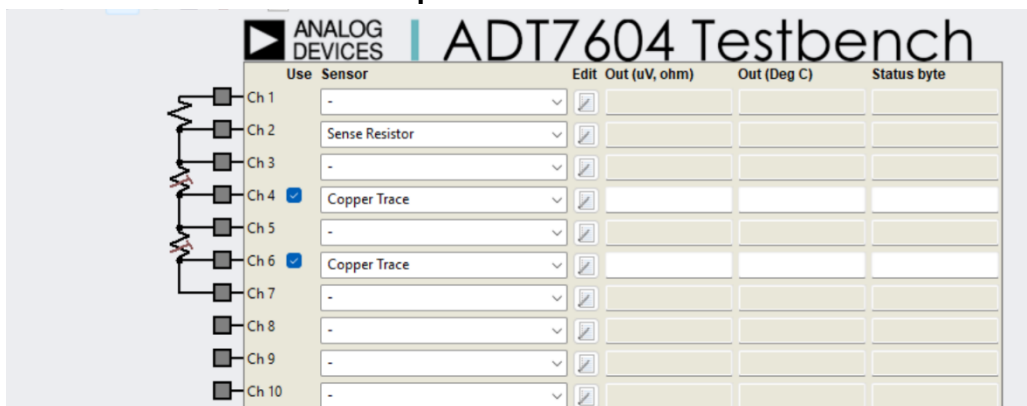 ANALOG DEVICES ADT7604 Testbench
Use Sensor Edit Out (uV, ohm) Out (Deg C) Status byte
Ch 1 -
Ch 2 Sense Resistor
Ch 3 -
Ch 4 Copper Trace
Ch 5 -
Ch 6 Copper Trace
Ch 7 -
Ch 8 -
Ch 9 -
Ch 10 -